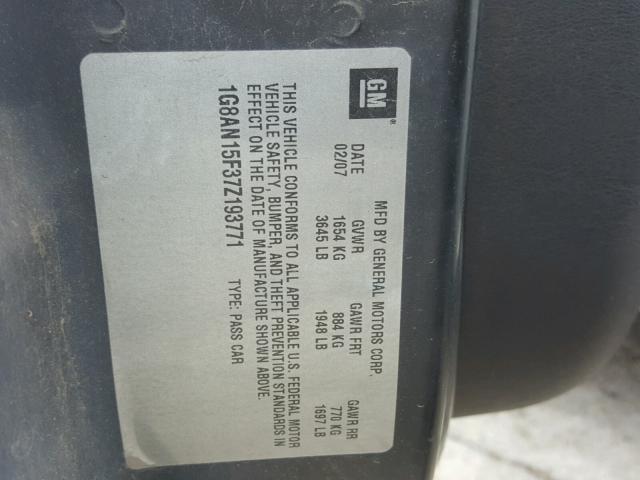 GM®
MFD BY GENERAL MOTORS CORP.
DATE GVWR GAWR FRT GAWR RR
02/07 1654 KG 884 KG 770 KG
3645 LB 1948 LB 1697 LB
THIS VEHICLE CONFORMS TO ALL APPLICABLE U.S. FEDERAL MOTOR
VEHICLE SAFETY, BUMPER, AND THEFT PREVENTION STANDARDS IN
EFFECT ON THE DATE OF MANUFACTURE SHOWN ABOVE.
1G8AN15F37Z193771 TYPE: PASS CAR